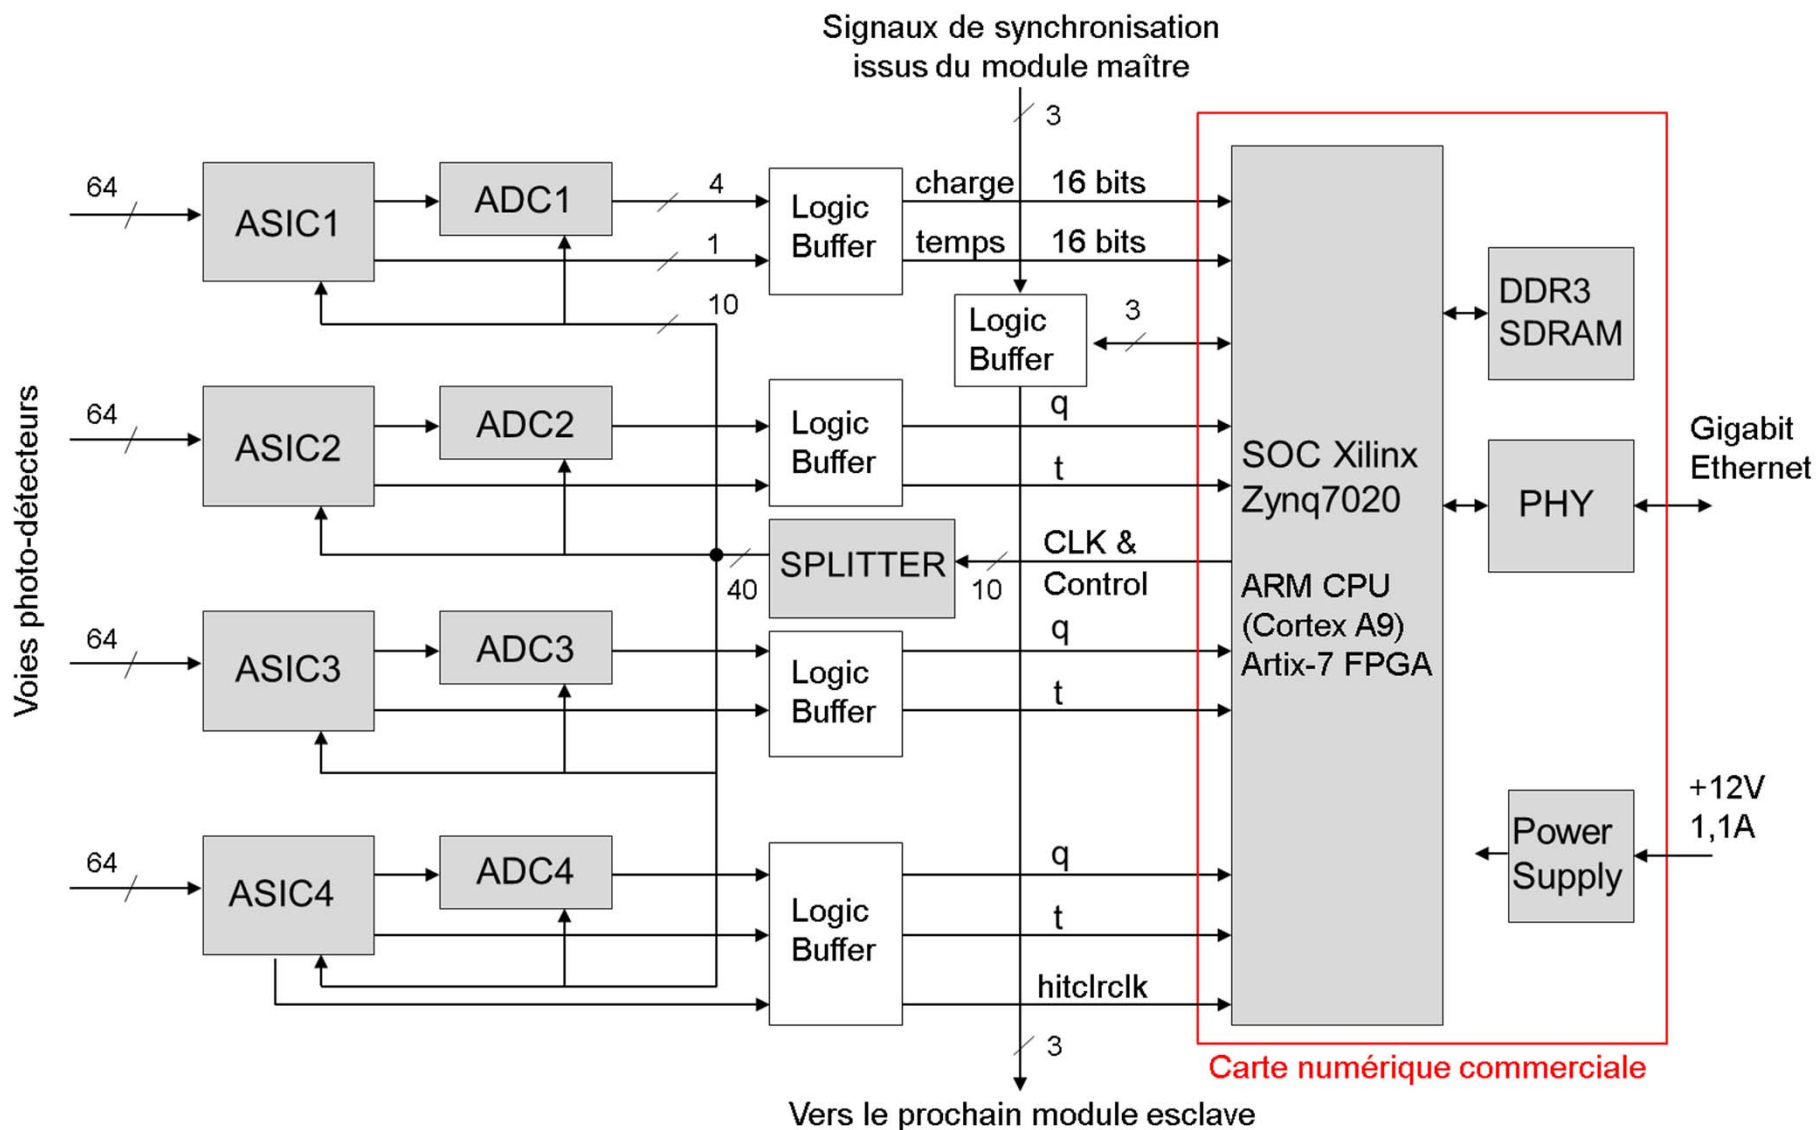 Signaux de synchronisation
issus du module maître
3
64
ASIC1
ADC1
4
1
10
Logic
Buffer
charge 16 bits
temps 16 bits
Logic
Buffer
3
DDR3
SDRAM
Voies photo-détecteurs
64
ASIC2
ADC2
Logic
Buffer
q
t
SOC Xilinx
Zynq7020
ARM CPU
(Cortex A9)
Artix-7 FPGA
PHY
Gigabit
Ethernet
40
SPLITTER
10
CLK &
Control
64
ASIC3
ADC3
Logic
Buffer
q
t
64
ASIC4
ADC4
Logic
Buffer
q
t
hitclrclk
Power
Supply
+12V
1,1A
3
Carte numérique commerciale
Vers le prochain module esclave